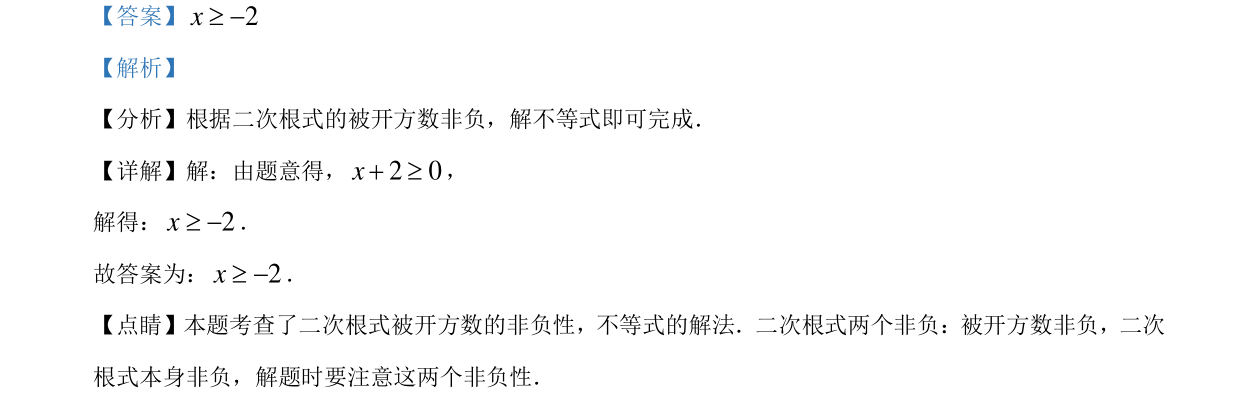 【答案】x ≥ −2
【解析】
【分析】根据二次根式的被开方数非负，解不等式即可完成．
【详解】解：由题意得，x + 2 ≥ 0，
解得：x ≥ −2．
故答案为：x ≥ −2．
【点睛】本题考查了二次根式被开方数的非负性，不等式的解法．二次根式两个非负：被开方数非负，二次
根式本身非负，解题时要注意这两个非负性．